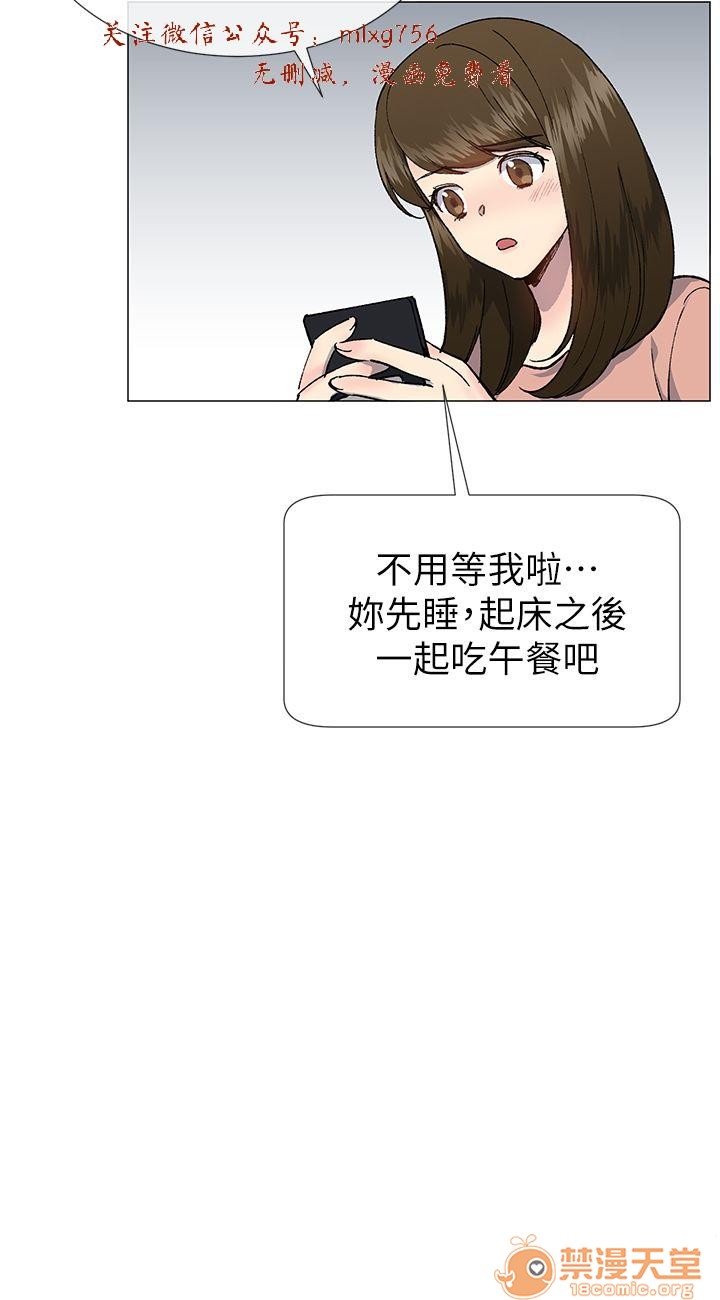 关注微信公众号：mlxg756
无删减，漫画免费看
不用等我啦⋯
妳先睡，起床之後
一起吃午餐吧
禁漫天堂
18comic.org